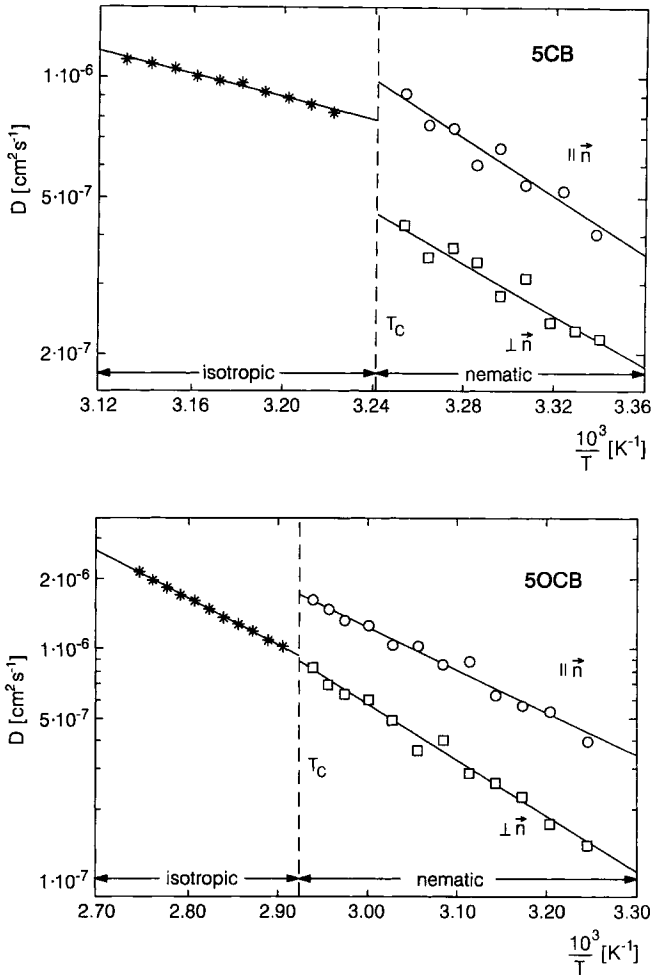 5CB
D [cm²s⁻¹]
1·10⁻⁶
5·10⁻⁷
2·10⁻⁷
|| n⃗
⊥ n⃗
T_C
isotropic
nematic
3.12 3.16 3.20 3.24 3.28 3.32 3.36
10³/T [K⁻¹]
5OCB
D [cm²s⁻¹]
2·10⁻⁶
1·10⁻⁶
5·10⁻⁷
1·10⁻⁷
|| n⃗
⊥ n⃗
T_C
isotropic
nematic
2.70 2.80 2.90 3.00 3.10 3.20 3.30
10³/T [K⁻¹]